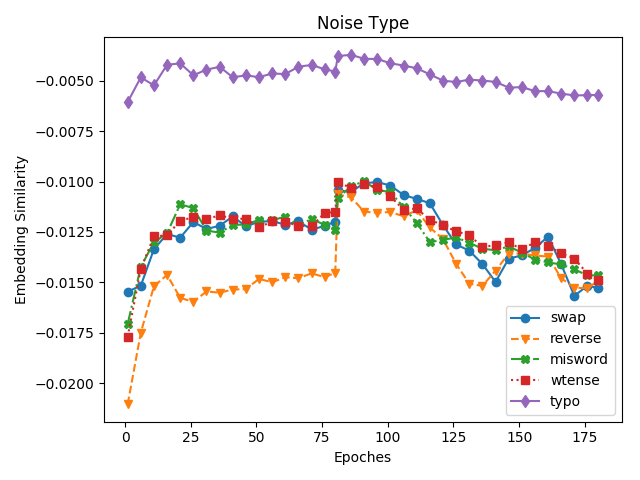 Noise Type
Embedding Similarity
−0.0050
−0.0075
−0.0100
−0.0125
−0.0150
−0.0175
−0.0200
0
25
50
75
100
125
150
175
Epoches
swap
reverse
misword
wtense
typo